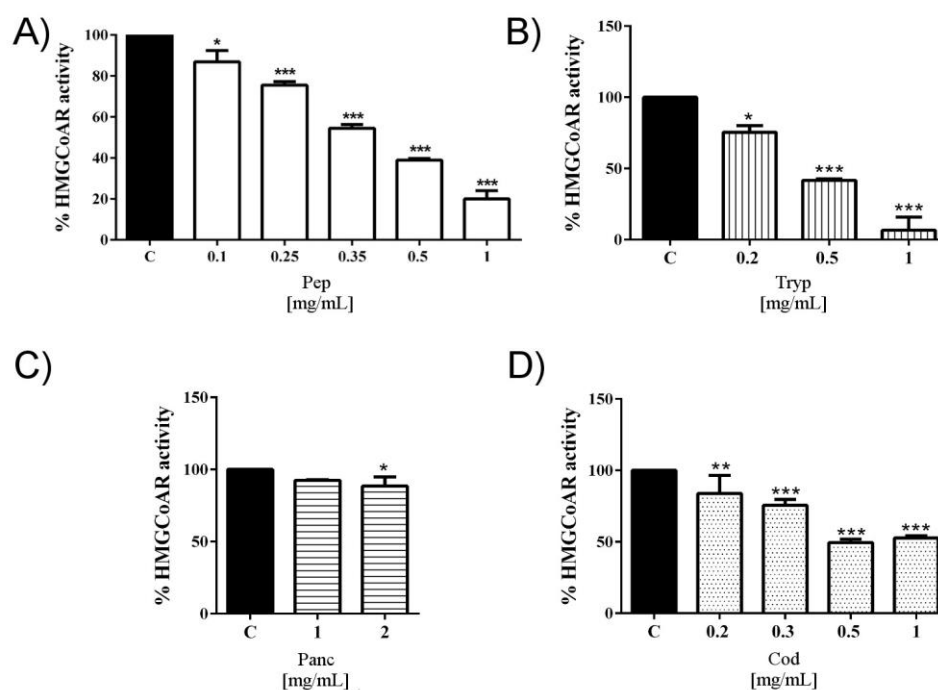 A)
% HMGCoAR activity
100
80
60
40
20
0
*
***
***
***
***
C 0.1 0.25 0.35 0.5 1
Pep
[mg/mL]
B)
% HMGCoAR activity
150
100
50
0
*
***
***
C 0.2 0.5 1
Tryp
[mg/mL]
C)
% HMGCoAR activity
150
100
50
0
*
C 1 2
Panc
[mg/mL]
D)
% HMGCoAR activity
150
100
50
0
**
***
***
***
C 0.2 0.3 0.5 1
Cod
[mg/mL]